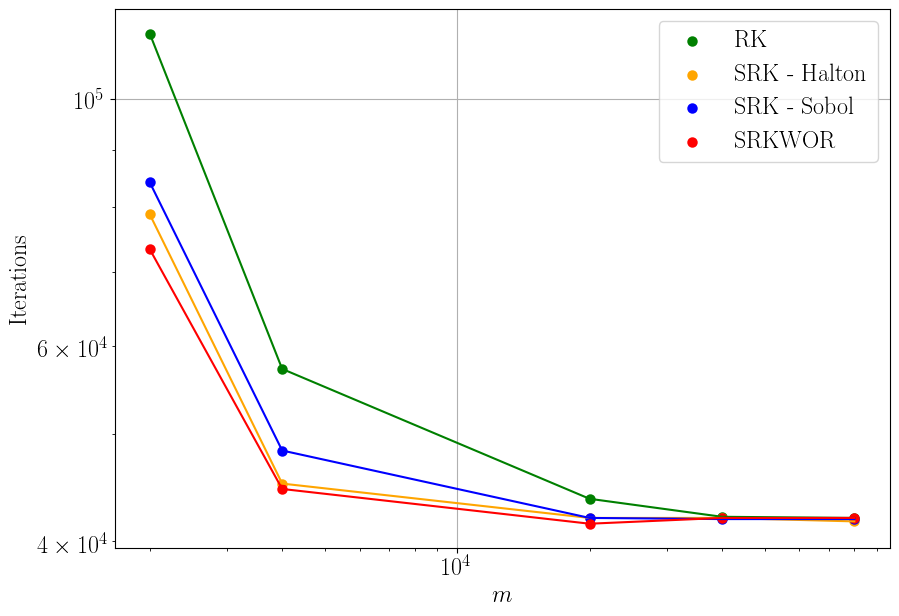 RK
SRK - Halton
SRK - Sobol
SRKWOR
10^5
6 × 10^4
4 × 10^4
Iterations
10^4
m